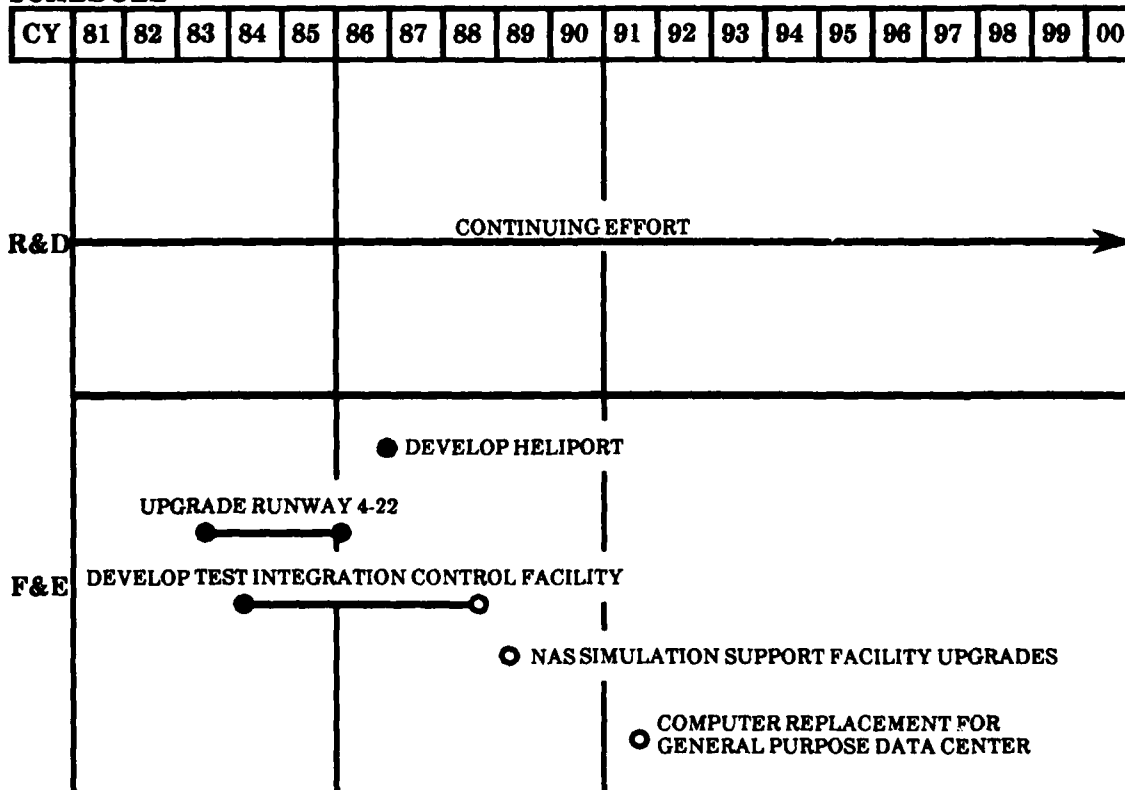 CY 81 82 83 84 85 86 87 88 89 90 91 92 93 94 95 96 97 98 99 00
CONTINUING EFFORT
R&D
DEVELOP HELIPORT
UPGRADE RUNWAY 4-22
DEVELOP TEST INTEGRATION CONTROL FACILITY
F&E
NAS SIMULATION SUPPORT FACILITY UPGRADES
COMPUTER REPLACEMENT FOR
GENERAL PURPOSE DATA CENTER